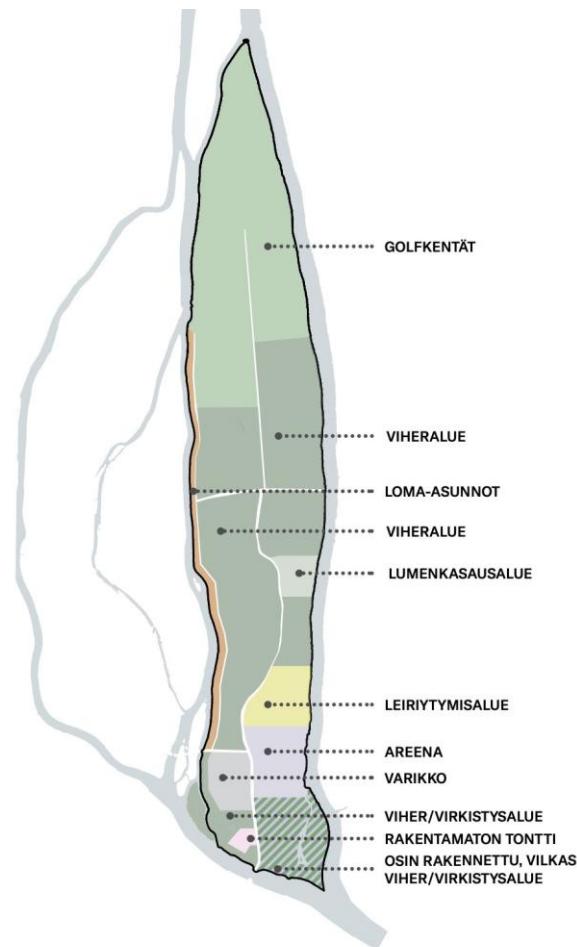 GOLFKENTÄT
VIHERALUE
LOMA-ASUNNOT
VIHERALUE
LUMENKASAUSALUE
LEIRIYTYMISALUE
AREENA
VARIKKO
VIHER/VIRKISTYSALUE
RAKENTAMATON TONTTI
OSIN RAKENNETTU, VILKAS
VIHER/VIRKISTYSALUE